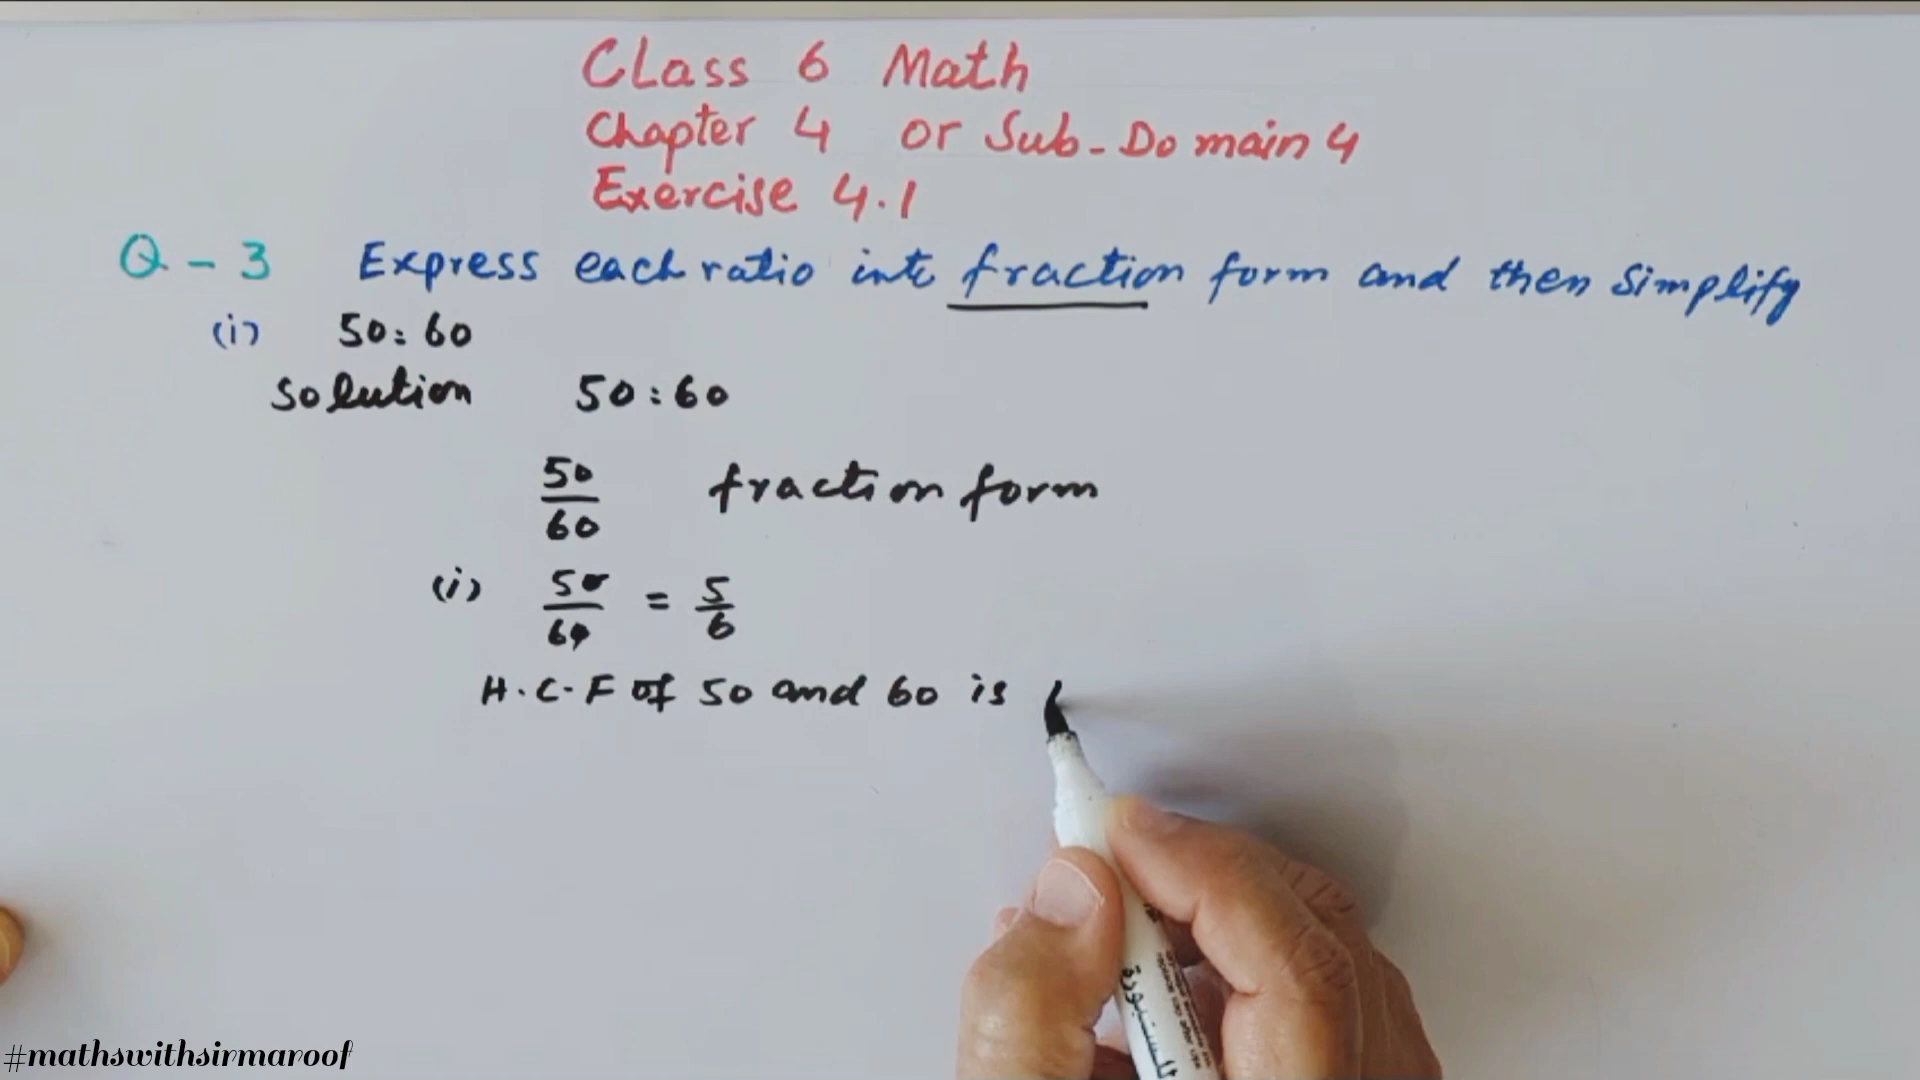 Class 6 Math
Chapter 4 or Sub-Domain 4
Exercise 4.1
Q-3 Express each ratio into fraction form and then Simplify
(i) 50:60
Solution 50:60
50/60 fraction form
(i) 50/60 = 5/6
H.C.F of 50 and 60 is
للسبورة
#mathswithsirmaroof